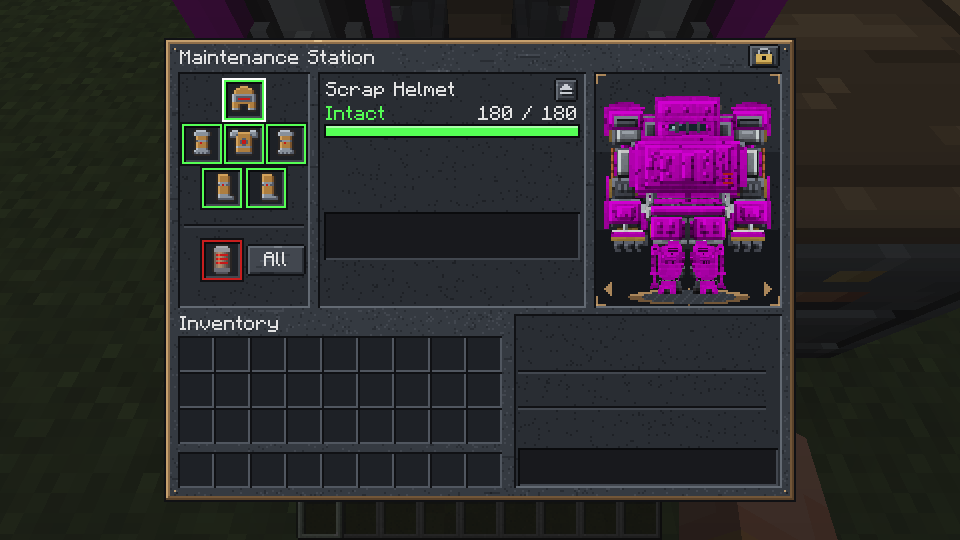 Maintenance Station
Scrap Helmet
Intact
180 / 180
All
Inventory